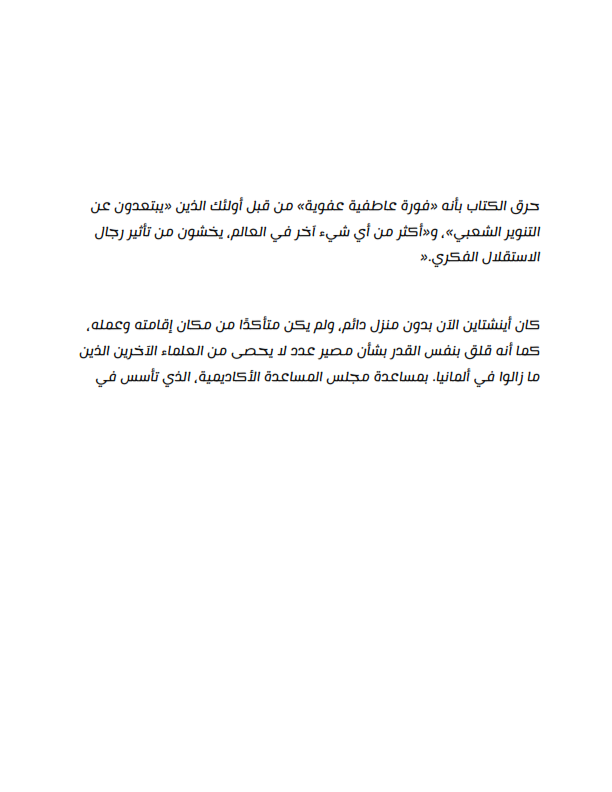 حرق الكتاب بأنه «فورة عاطفية عفوية» من قبل أولئك الذين «يبتعدون عن
التنوير الشعبي»، و«أكثر من أي شيء آخر في العالم، يخشون من تأثير رجال
الاستقلال الفكري.»
كان أينشتاين الآن بدون منزل دائم، ولم يكن متأكدًا من مكان إقامته وعمله،
كما أنه قلق بنفس القدر بشأن مصير عدد لا يحصى من العلماء الآخرين الذين
ما زالوا في ألمانيا. بمساعدة مجلس المساعدة الأكاديمية، الذي تأسس في